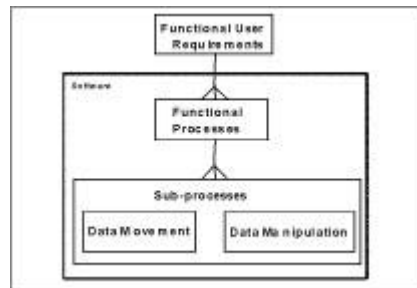 Functional User
Requirements
Software
Functional
Processes
Sub-processes
Data Movement
Data Manipulation